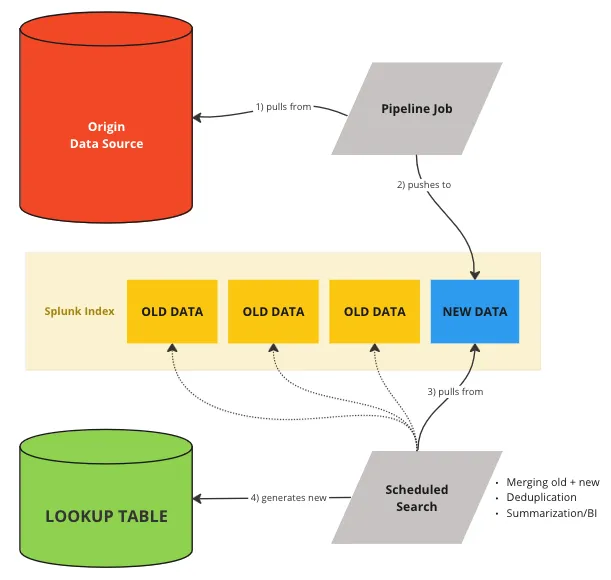 Origin
Data Source
1) pulls from
Pipeline Job
2) pushes to
Splunk Index
OLD DATA
OLD DATA
OLD DATA
NEW DATA
3) pulls from
LOOKUP TABLE
4) generates new
Scheduled
Search
• Merging old + new
• Deduplication
• Summarization/BI